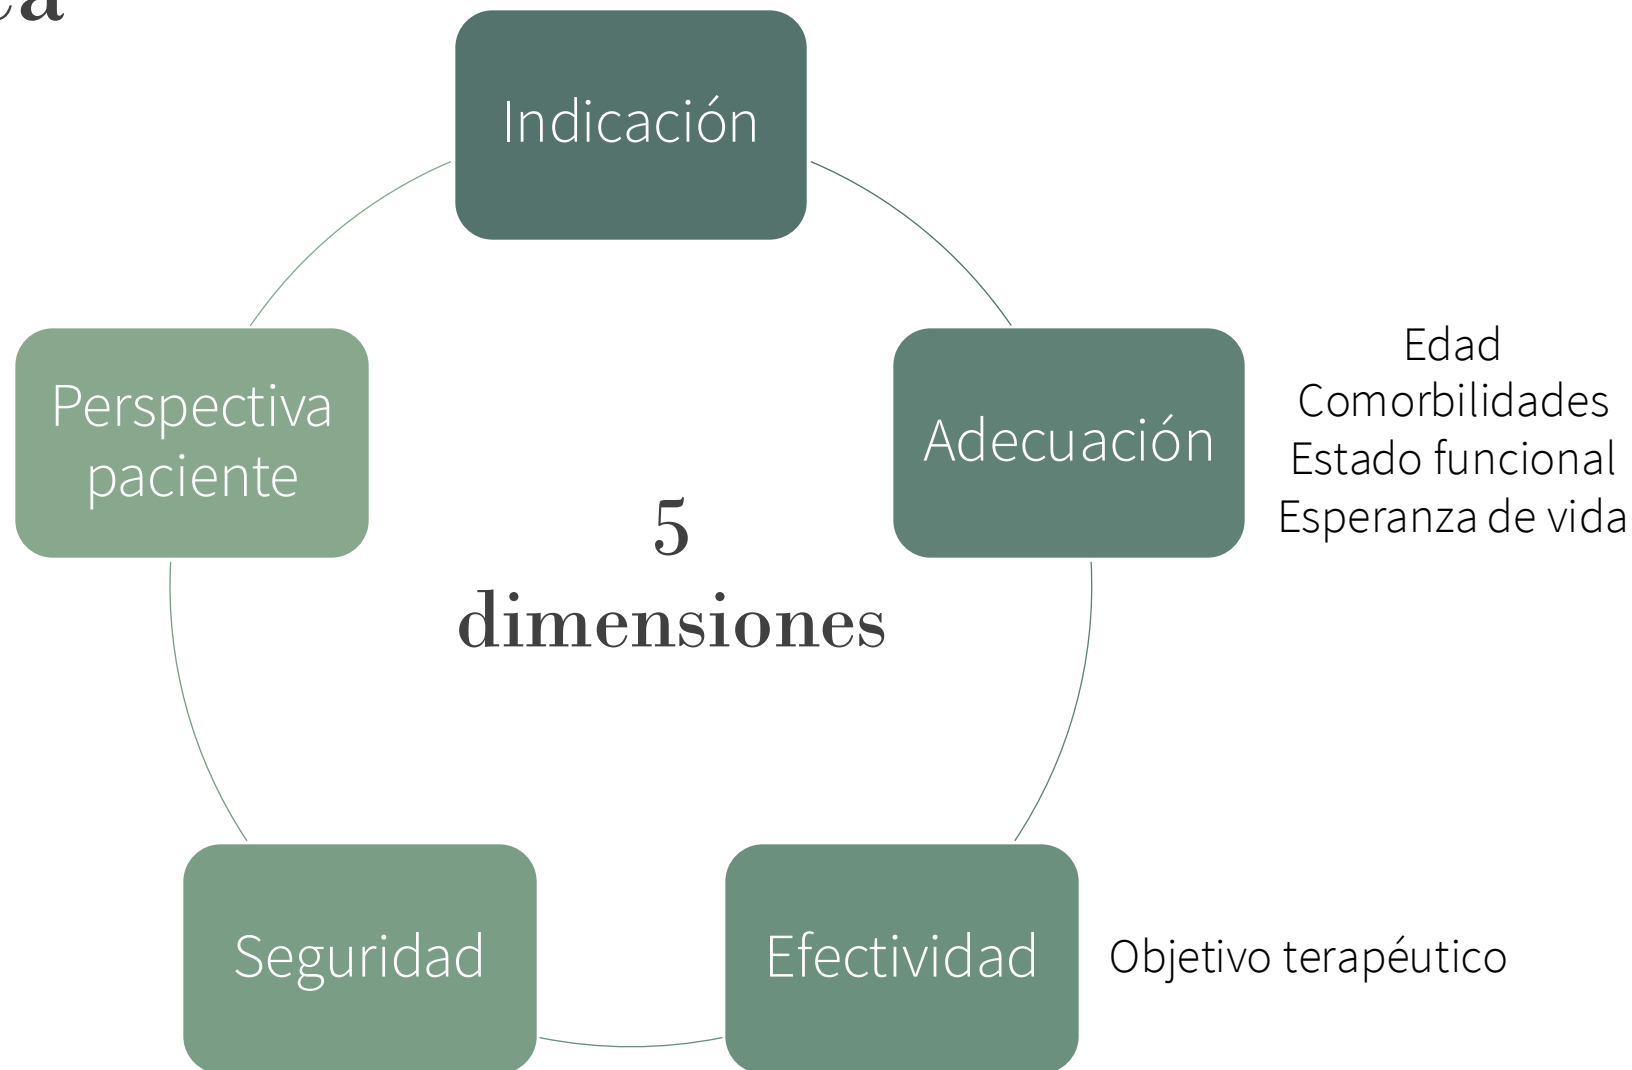 Indicación
Perspectiva
paciente
Adecuación
Edad
Comorbilidades
Estado funcional
Esperanza de vida
5
dimensiones
Seguridad
Efectividad
Objetivo terapéutico